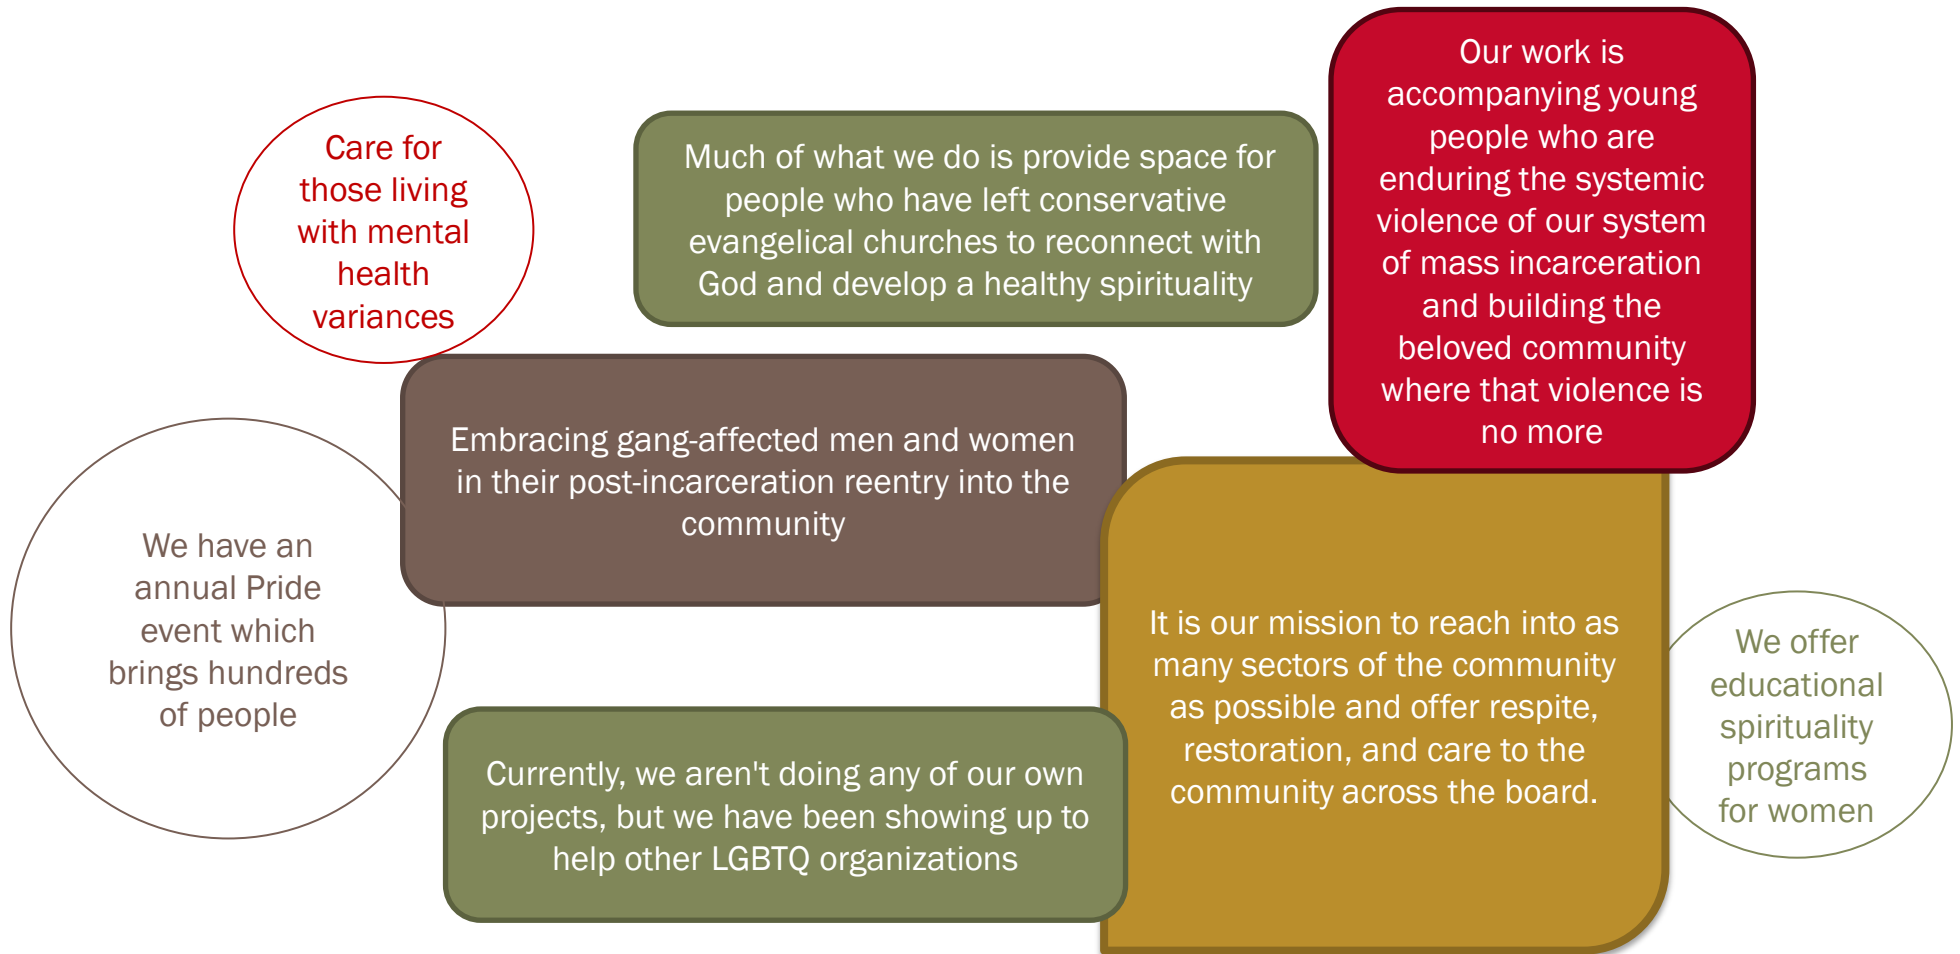 Care for
those living
with mental
health
variances
Much of what we do is provide space for
people who have left conservative
evangelical churches to reconnect with
God and develop a healthy spirituality
Our work is
accompanying young
people who are
enduring the systemic
violence of our system
of mass incarceration
and building the
beloved community
where that violence is
no more
Embracing gang-affected men and women
in their post-incarceration reentry into the
community
We have an
annual Pride
event which
brings hundreds
of people
It is our mission to reach into as
many sectors of the community
as possible and offer respite,
restoration, and care to the
community across the board.
We offer
educational
spirituality
programs
for women
Currently, we aren't doing any of our own
projects, but we have been showing up to
help other LGBTQ organizations